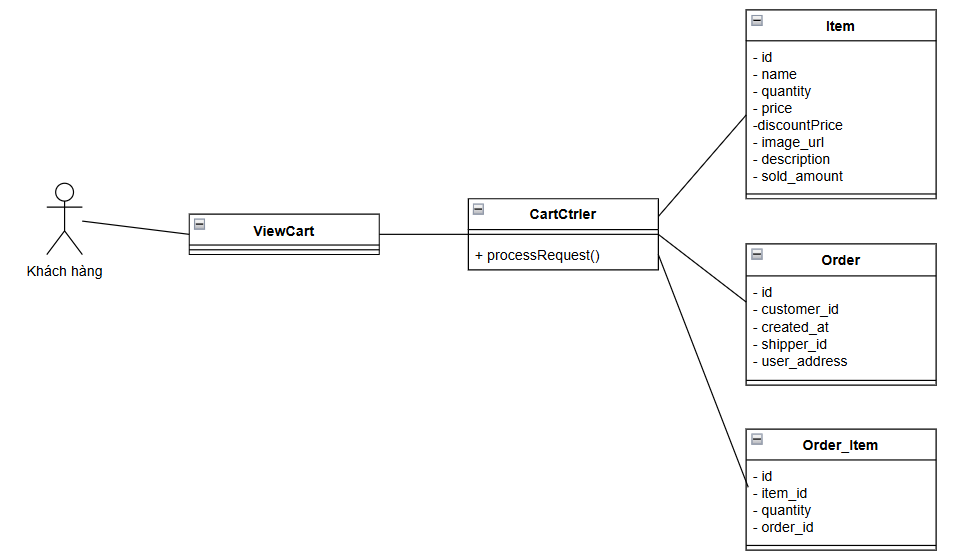 Khách hàng
ViewCart
CartCtrler
+ processRequest()
Item
- id
- name
- quantity
- price
-discountPrice
- image_url
- description
- sold_amount
Order
- id
- customer_id
- created_at
- shipper_id
- user_address
Order_Item
- id
- item_id
- quantity
- order_id